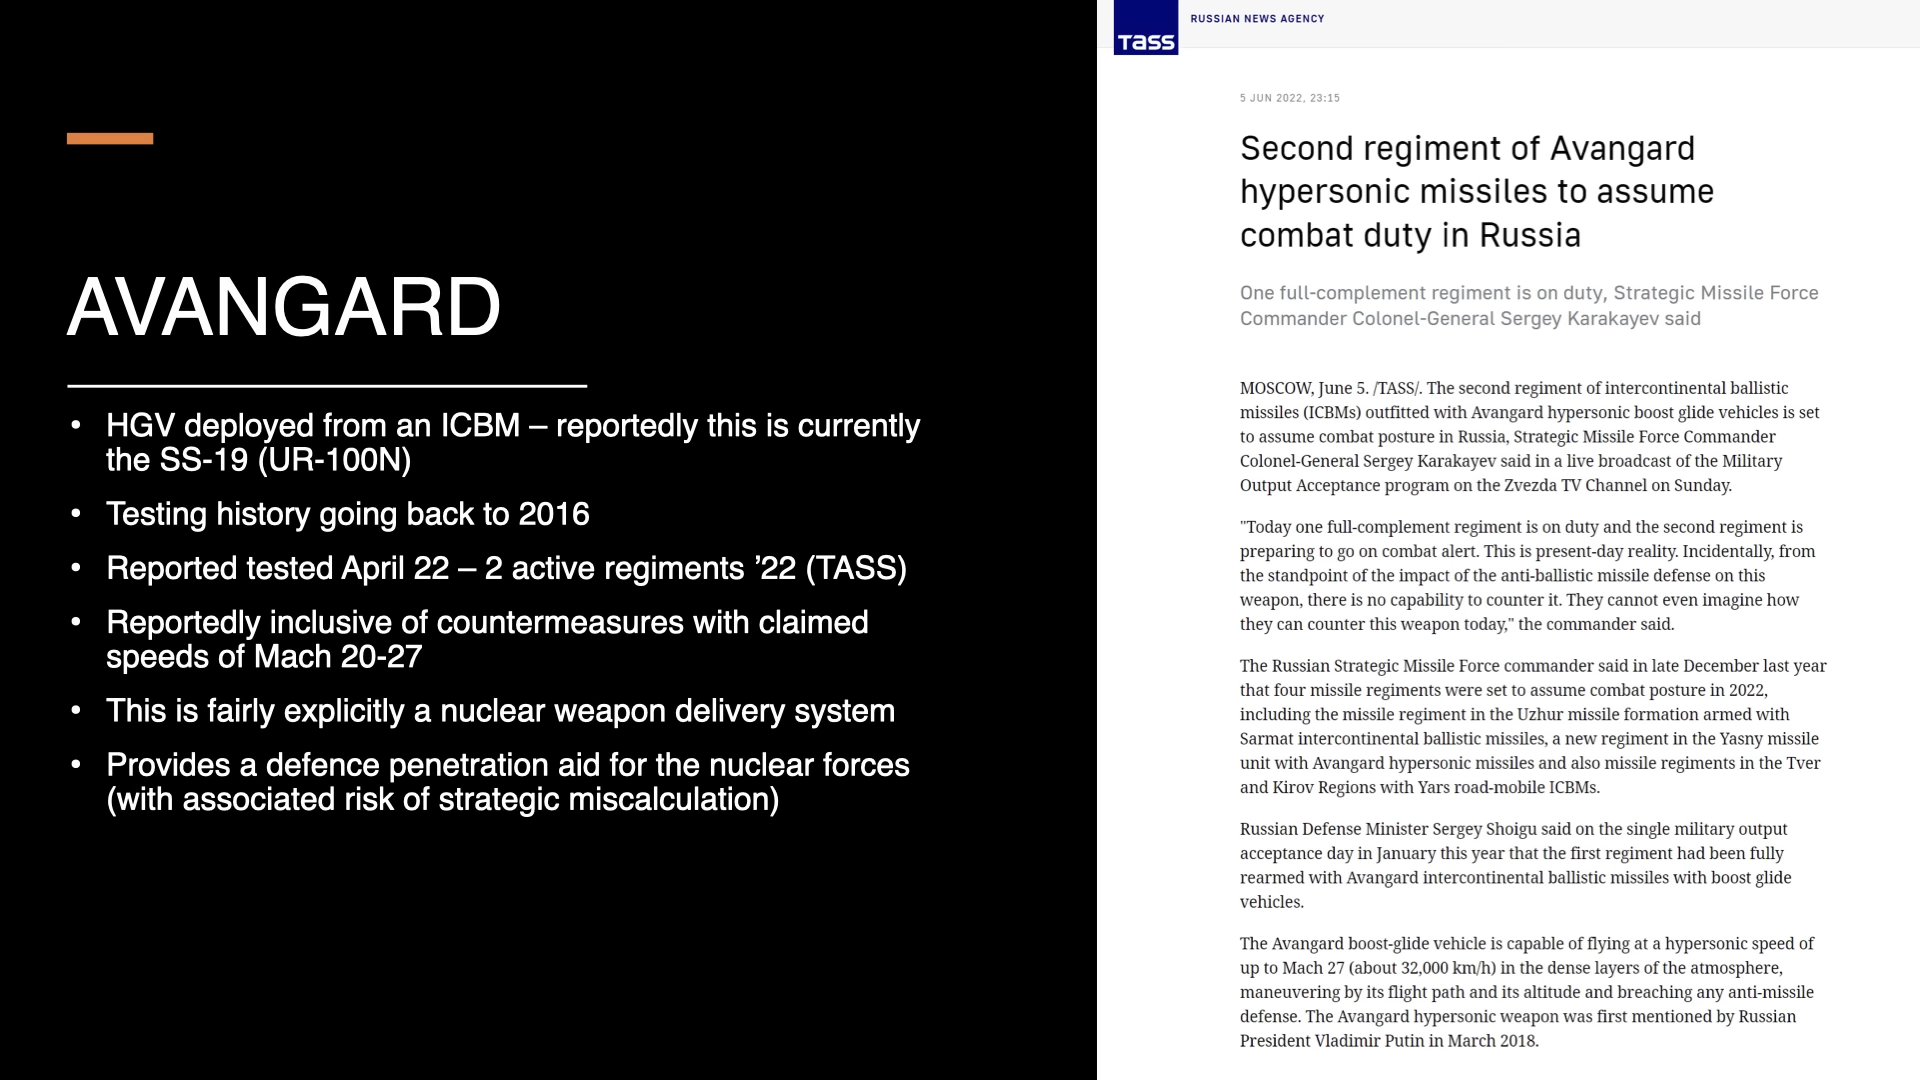 AVANGARD
• HGV deployed from an ICBM – reportedly this is currently
the SS-19 (UR-100N)
• Testing history going back to 2016
• Reported tested April 22 – 2 active regiments ’22 (TASS)
• Reportedly inclusive of countermeasures with claimed
speeds of Mach 20-27
• This is fairly explicitly a nuclear weapon delivery system
• Provides a defence penetration aid for the nuclear forces
(with associated risk of strategic miscalculation)
TASS
RUSSIAN NEWS AGENCY
5 JUN 2022, 23:15
Second regiment of Avangard
hypersonic missiles to assume
combat duty in Russia
One full-complement regiment is on duty, Strategic Missile Force
Commander Colonel-General Sergey Karakayev said
MOSCOW, June 5. /TASS/. The second regiment of intercontinental ballistic
missiles (ICBMs) outfitted with Avangard hypersonic boost glide vehicles is set
to assume combat posture in Russia, Strategic Missile Force Commander
Colonel-General Sergey Karakayev said in a live broadcast of the Military
Output Acceptance program on the Zvezda TV Channel on Sunday.
"Today one full-complement regiment is on duty and the second regiment is
preparing to go on combat alert. This is present-day reality. Incidentally, from
the standpoint of the impact of the anti-ballistic missile defense on this
weapon, there is no capability to counter it. They cannot even imagine how
they can counter this weapon today," the commander said.
The Russian Strategic Missile Force commander said in late December last year
that four missile regiments were set to assume combat posture in 2022,
including the missile regiment in the Uzhur missile formation armed with
Sarmat intercontinental ballistic missiles, a new regiment in the Yasny missile
unit with Avangard hypersonic missiles and also missile regiments in the Tver
and Kirov Regions with Yars road-mobile ICBMs.
Russian Defense Minister Sergey Shoigu said on the single military output
acceptance day in January this year that the first regiment had been fully
rearmed with Avangard intercontinental ballistic missiles with boost glide
vehicles.
The Avangard boost-glide vehicle is capable of flying at a hypersonic speed of
up to Mach 27 (about 32,000 km/h) in the dense layers of the atmosphere,
maneuvering by its flight path and its altitude and breaching any anti-missile
defense. The Avangard hypersonic weapon was first mentioned by Russian
President Vladimir Putin in March 2018.